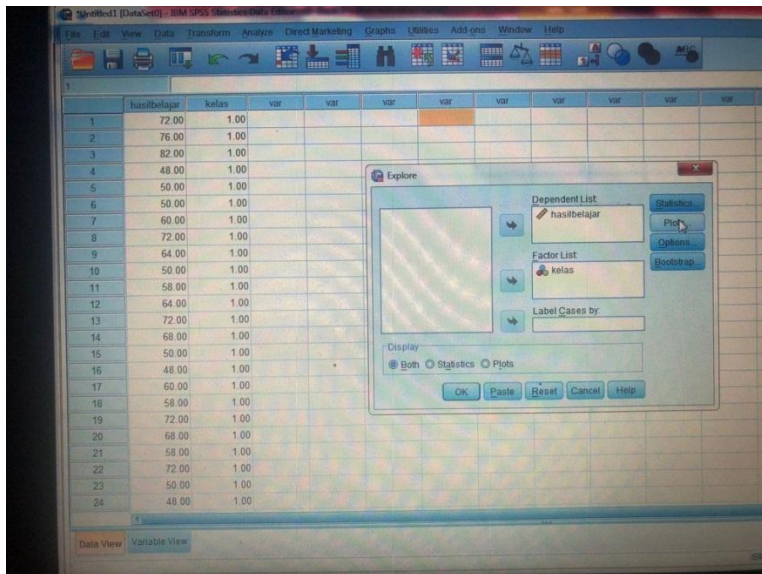 *Untitled1 [DataSet0] - IBM SPSS Statistics Data Editor
File Edit View Data Transform Analyze Direct Marketing Graphs Utilities Add-ons Window Help
1
hasilbelajar kelas var var var var var var var var var
1 72.00 1.00
2 76.00 1.00
3 82.00 1.00
4 48.00 1.00
5 50.00 1.00
6 50.00 1.00
7 60.00 1.00
8 72.00 1.00
9 64.00 1.00
10 50.00 1.00
11 58.00 1.00
12 64.00 1.00
13 72.00 1.00
14 68.00 1.00
15 50.00 1.00
16 48.00 1.00
17 60.00 1.00
18 58.00 1.00
19 72.00 1.00
20 68.00 1.00
21 58.00 1.00
22 72.00 1.00
23 50.00 1.00
24 48.00 1.00
Explore
Dependent List:
hasilbelajar
Factor List:
kelas
Label Cases by:
Statistics...
Plots...
Options...
Bootstrap...
Display
Both Statistics Plots
OK Paste Reset Cancel Help
Data View Variable View